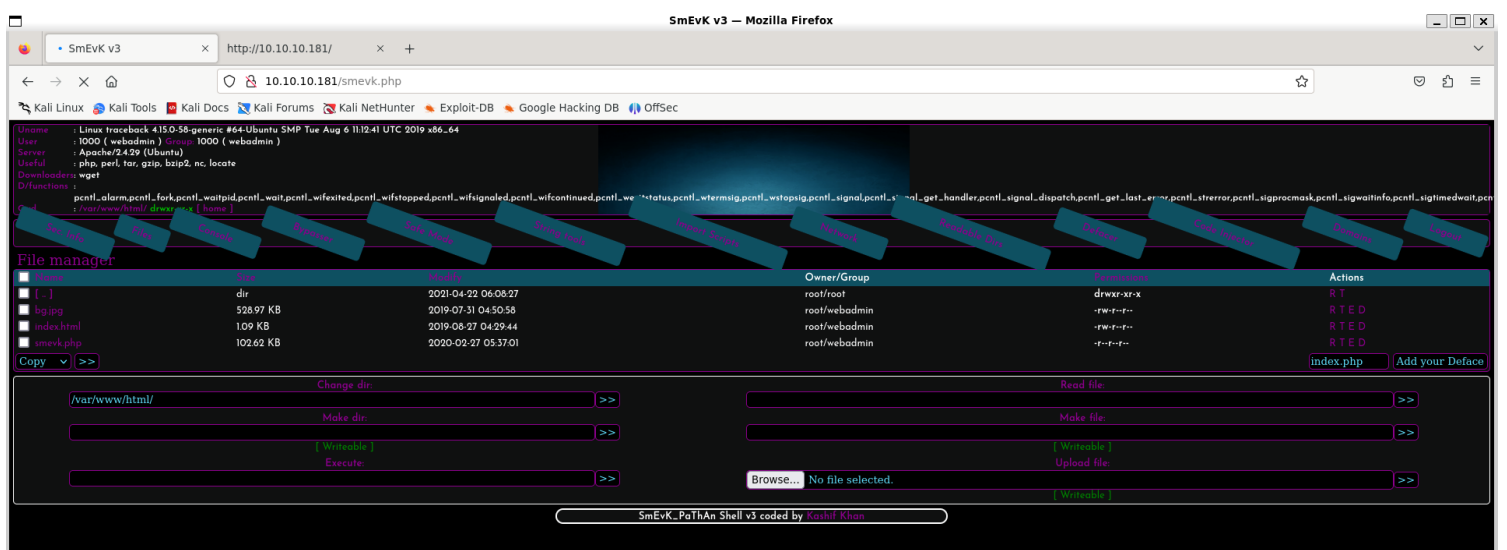 SmEvK v3 — Mozilla Firefox
SmEvK v3
http://10.10.10.181/
10.10.10.181/smevk.php
Kali Linux Kali Tools Kali Docs Kali Forums Kali NetHunter Exploit-DB Google Hacking DB OffSec
Uname : Linux traceback 4.15.0-58-generic #64-Ubuntu SMP Tue Aug 6 11:12:41 UTC 2019 x86_64
User : 1000 ( webadmin ) Group: 1000 ( webadmin )
Server : Apache/2.4.29 (Ubuntu)
Useful : php, perl, tar, gzip, bzip2, nc, locate
Downloaders: wget
D/functions :
pcntl_alarm,pcntl_fork,pcntl_waitpid,pcntl_wait,pcntl_wifexited,pcntl_wifstopped,pcntl_wifsignaled,pcntl_wifcontinued,pcntl_wexitstatus,pcntl_wtermsig,pcntl_wstopsig,pcntl_signal,pcntl_signal_get_handler,pcntl_signal_dispatch,pcntl_get_last_error,pcntl_strerror,pcntl_sigprocmask,pcntl_sigwaitinfo,pcntl_sigtimedwait,pcn
: /var/www/html/ drwxr-xr-x [ home ]
File manager
Owner/Group Actions
[ .. ] dir 2021-04-22 06:08:27 root/root drwxr-xr-x R T
bg.jpg 528.97 KB 2019-07-31 04:50:58 root/webadmin -rw-r--r-- R T E D
index.html 1.09 KB 2019-08-27 04:29:44 root/webadmin -rw-r--r-- R T E D
smevk.php 102.62 KB 2020-02-27 05:37:01 root/webadmin -r--r--r-- R T E D
Copy >> index.php Add your Deface
Change dir: Read file:
/var/www/html/ >> >>
Make dir: Make file:
>> >>
[ Writeable ] [ Writeable ]
Execute: Upload file:
>> Browse... No file selected. >>
[ Writeable ]
SmEvK_PaThAn Shell v3 coded by Kashif Khan